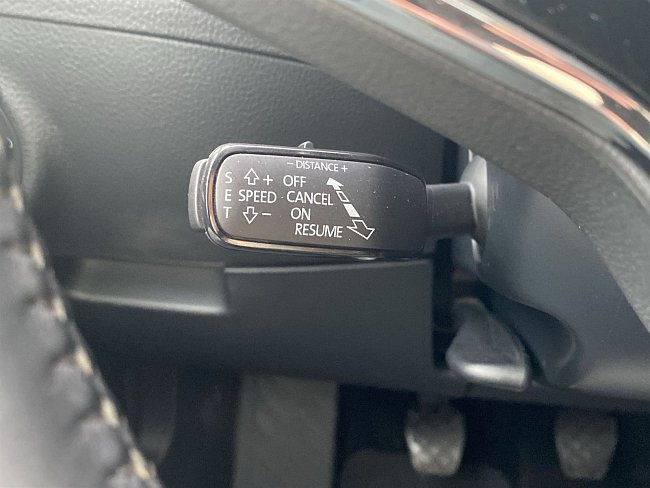 - DISTANCE +
S + OFF
E SPEED · CANCEL
T - ON
RESUME